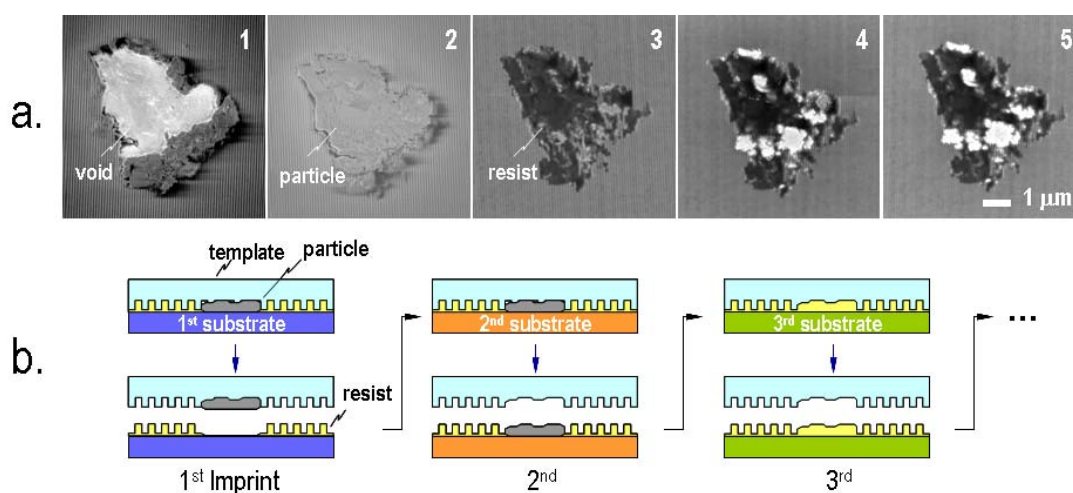 a.
1
2
3
4
5
void
particle
resist
1 μm
b.
template
particle
1st substrate
2nd substrate
3rd substrate
...
resist
1st Imprint
2nd
3rd